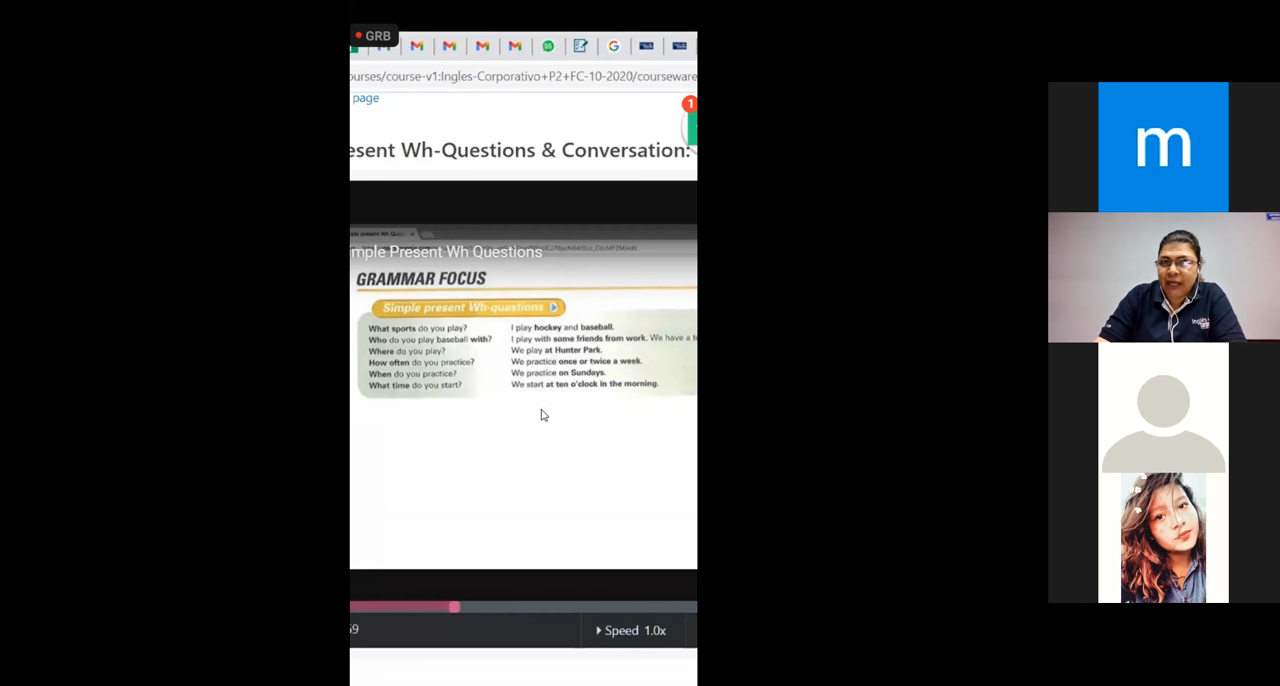 GRB
ourses/course-v1:Ingles-Corporativo+P2+FC-10-2020/courseware
page
1
esent Wh-Questions & Conversation:
mple Present Wh Questions
GRAMMAR FOCUS
Simple present Wh-questions
What sports do you play? I play hockey and baseball.
Who do you play baseball with? I play with some friends from work. We have a t
Where do you play? We play at Hunter Park.
How often do you practice? We practice once or twice a week.
When do you practice? We practice on Sundays.
What time do you start? We start at ten o'clock in the morning.
59
Speed 1.0x
m